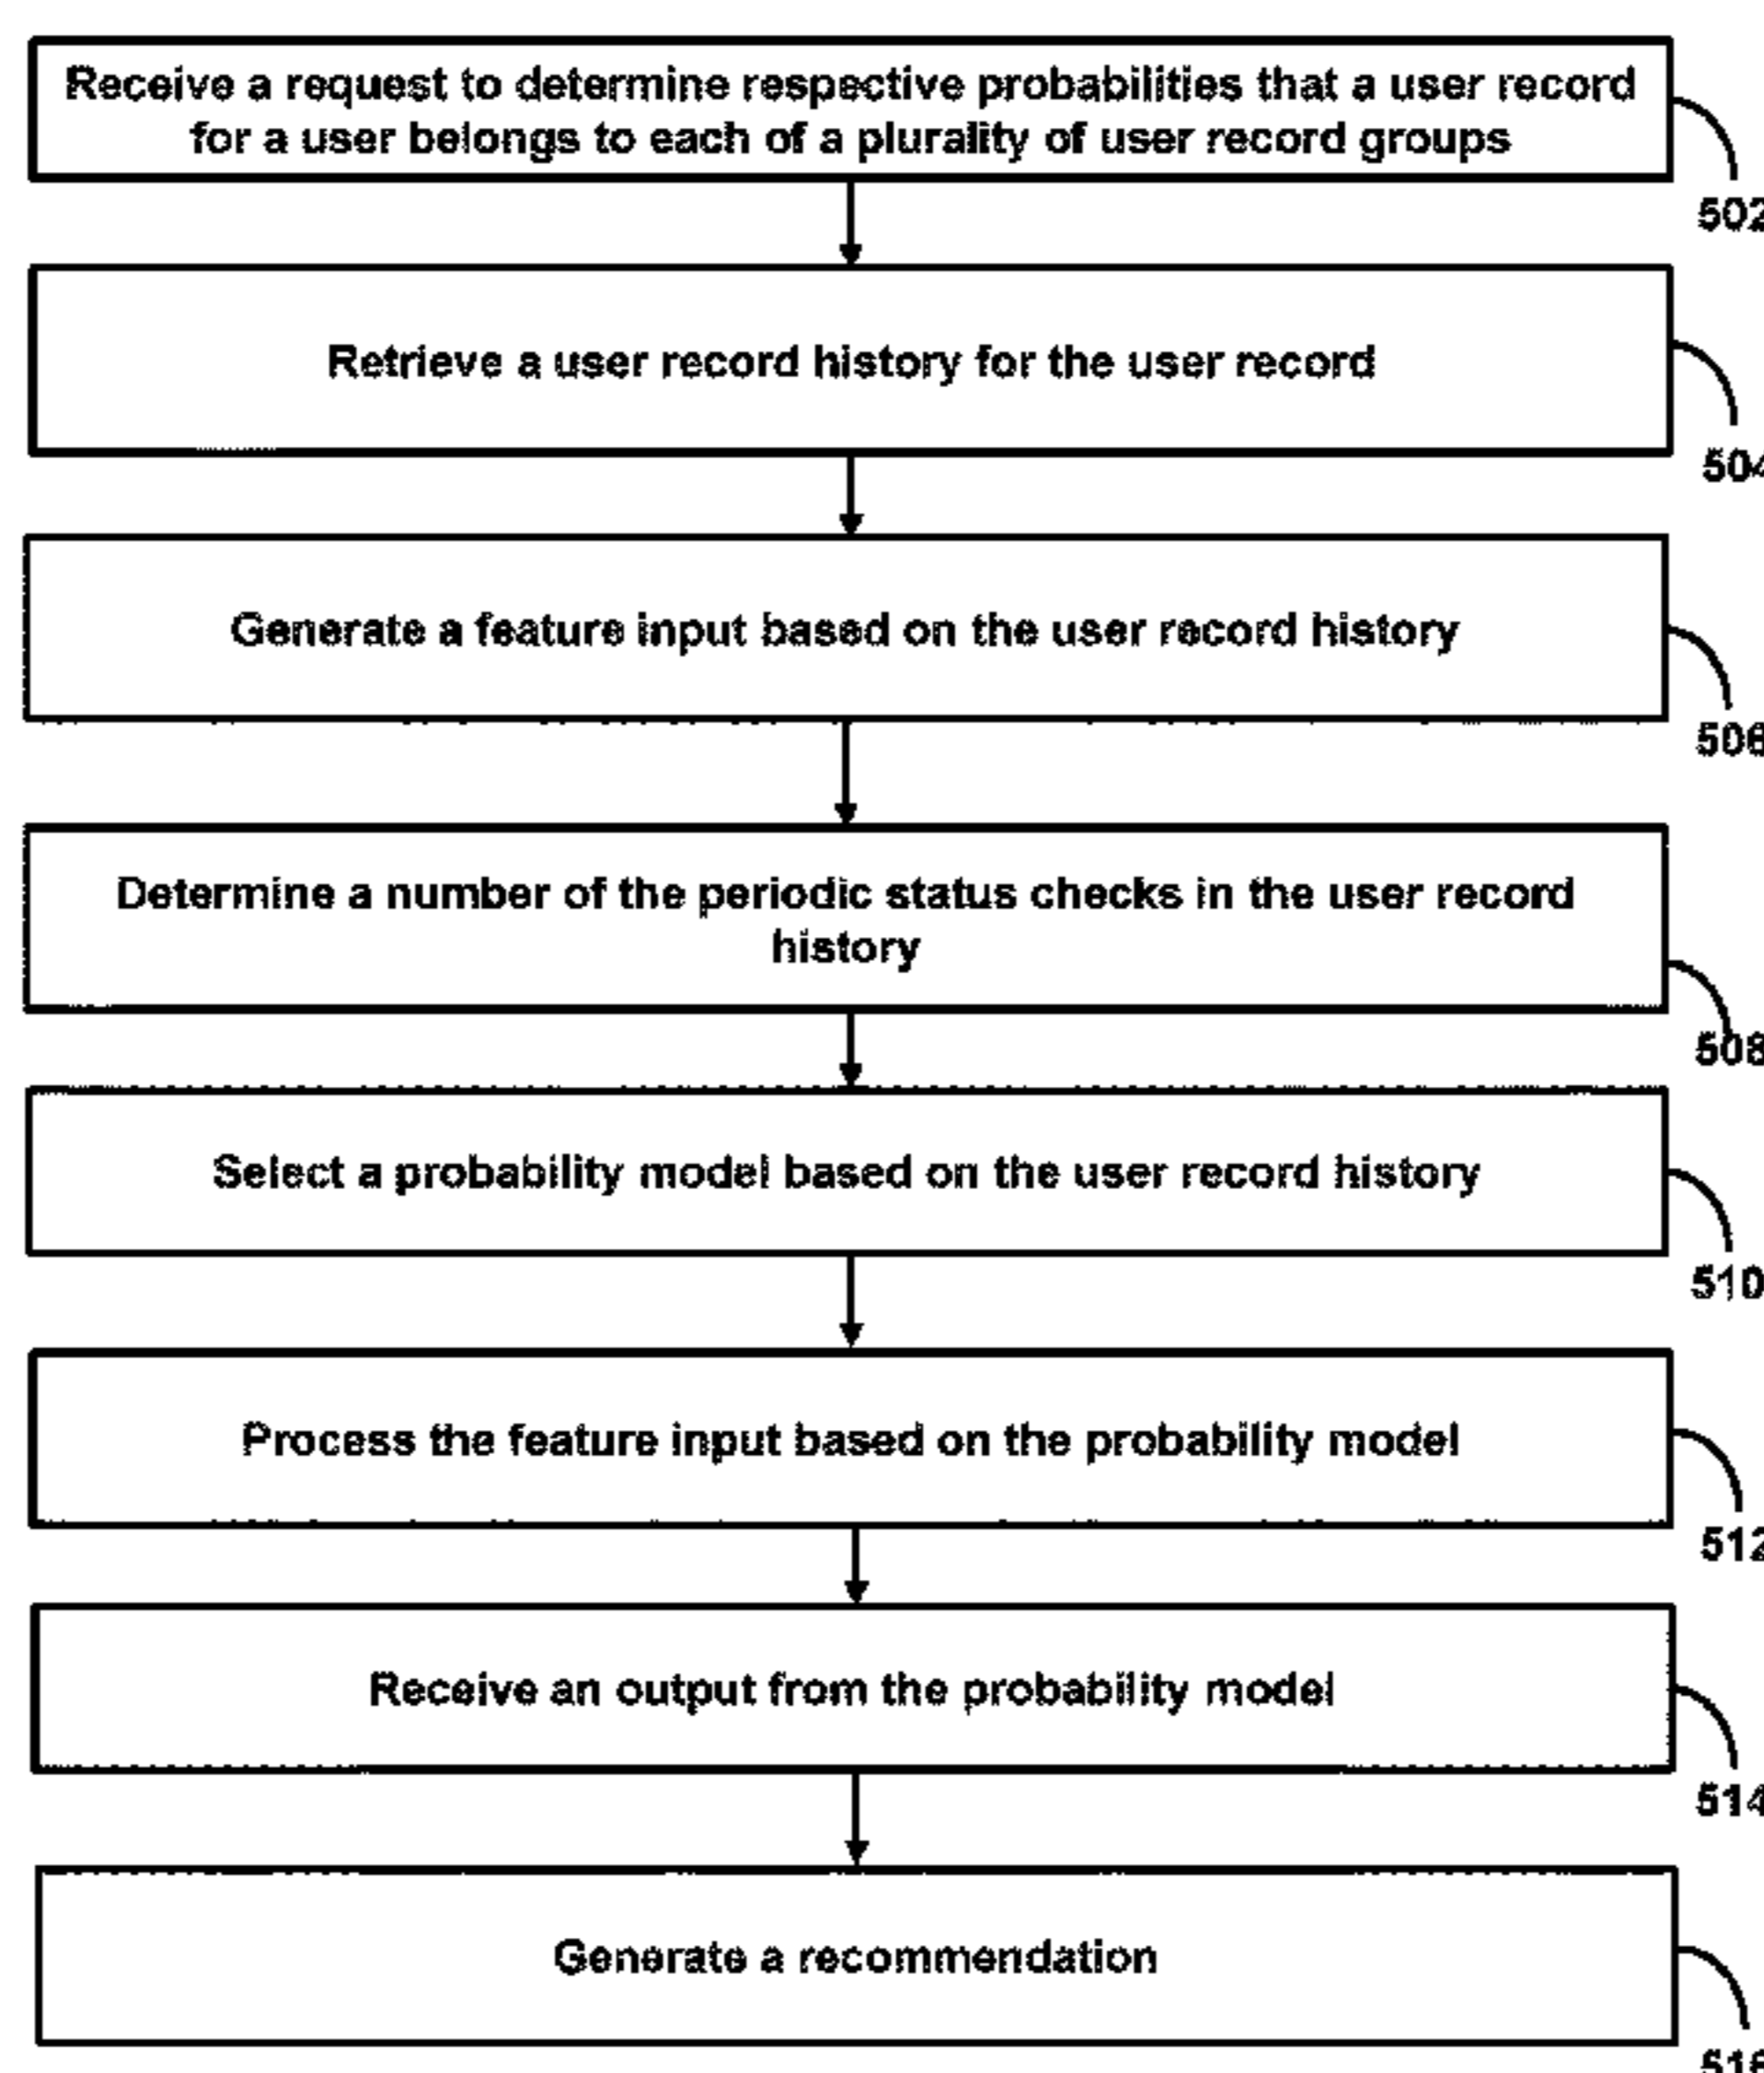 Receive a request to determine respective probabilities that a user record
for a user belongs to each of a plurality of user record groups
502
Retrieve a user record history for the user record
504
Generate a feature input based on the user record history
506
Determine a number of the periodic status checks in the user record
history
508
Select a probability model based on the user record history
510
Process the feature input based on the probability model
512
Receive an output from the probability model
514
Generate a recommendation
516